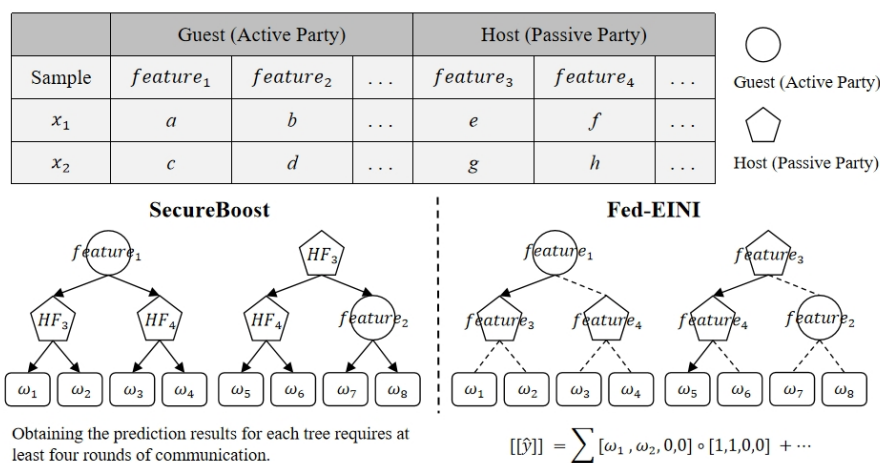 Guest (Active Party) Host (Passive Party)
Sample feature₁ feature₂ ... feature₃ feature₄ ...
x₁ a b ... e f ...
x₂ c d ... g h ...
Guest (Active Party)
Host (Passive Party)
SecureBoost
feature₁ HF₃
HF₃ HF₄ HF₄ feature₂
ω₁ ω₂ ω₃ ω₄ ω₅ ω₆ ω₇ ω₈
Obtaining the prediction results for each tree requires at
least four rounds of communication.
Fed-EINI
feature₁ feature₃
feature₃ feature₄ feature₄ feature₂
ω₁ ω₂ ω₃ ω₄ ω₅ ω₆ ω₇ ω₈
[[ŷ]] = ∑ [ω₁ , ω₂, 0,0] ∘ [1,1,0,0] + ⋯